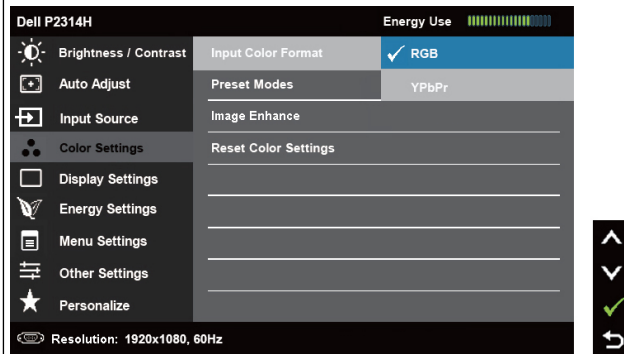 Dell P2314H Energy Use
Brightness / Contrast Input Color Format RGB
Auto Adjust Preset Modes YPbPr
Input Source Image Enhance
Color Settings Reset Color Settings
Display Settings
Energy Settings
Menu Settings
Other Settings
Personalize
Resolution: 1920x1080, 60Hz